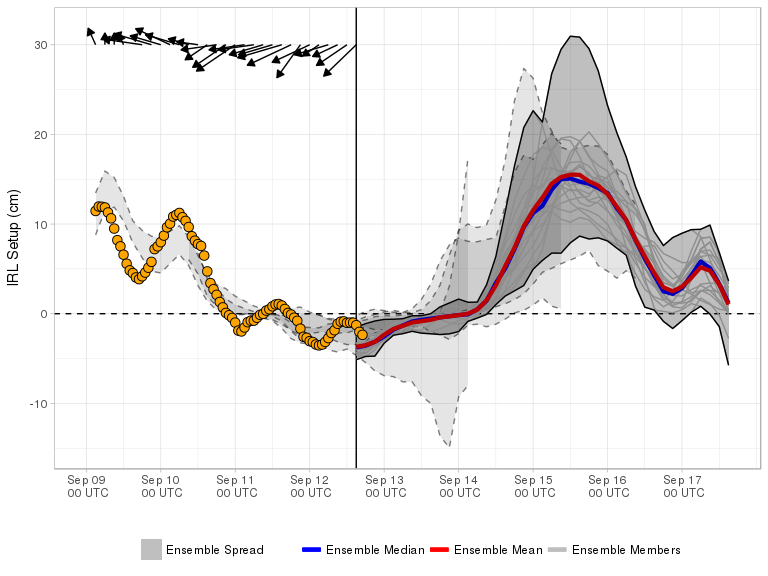 IRL Setup (cm)
30
20
10
0
-10
Sep 09 Sep 10 Sep 11 Sep 12 Sep 13 Sep 14 Sep 15 Sep 16 Sep 17
00 UTC 00 UTC 00 UTC 00 UTC 00 UTC 00 UTC 00 UTC 00 UTC 00 UTC
Ensemble Spread Ensemble Median Ensemble Mean Ensemble Members